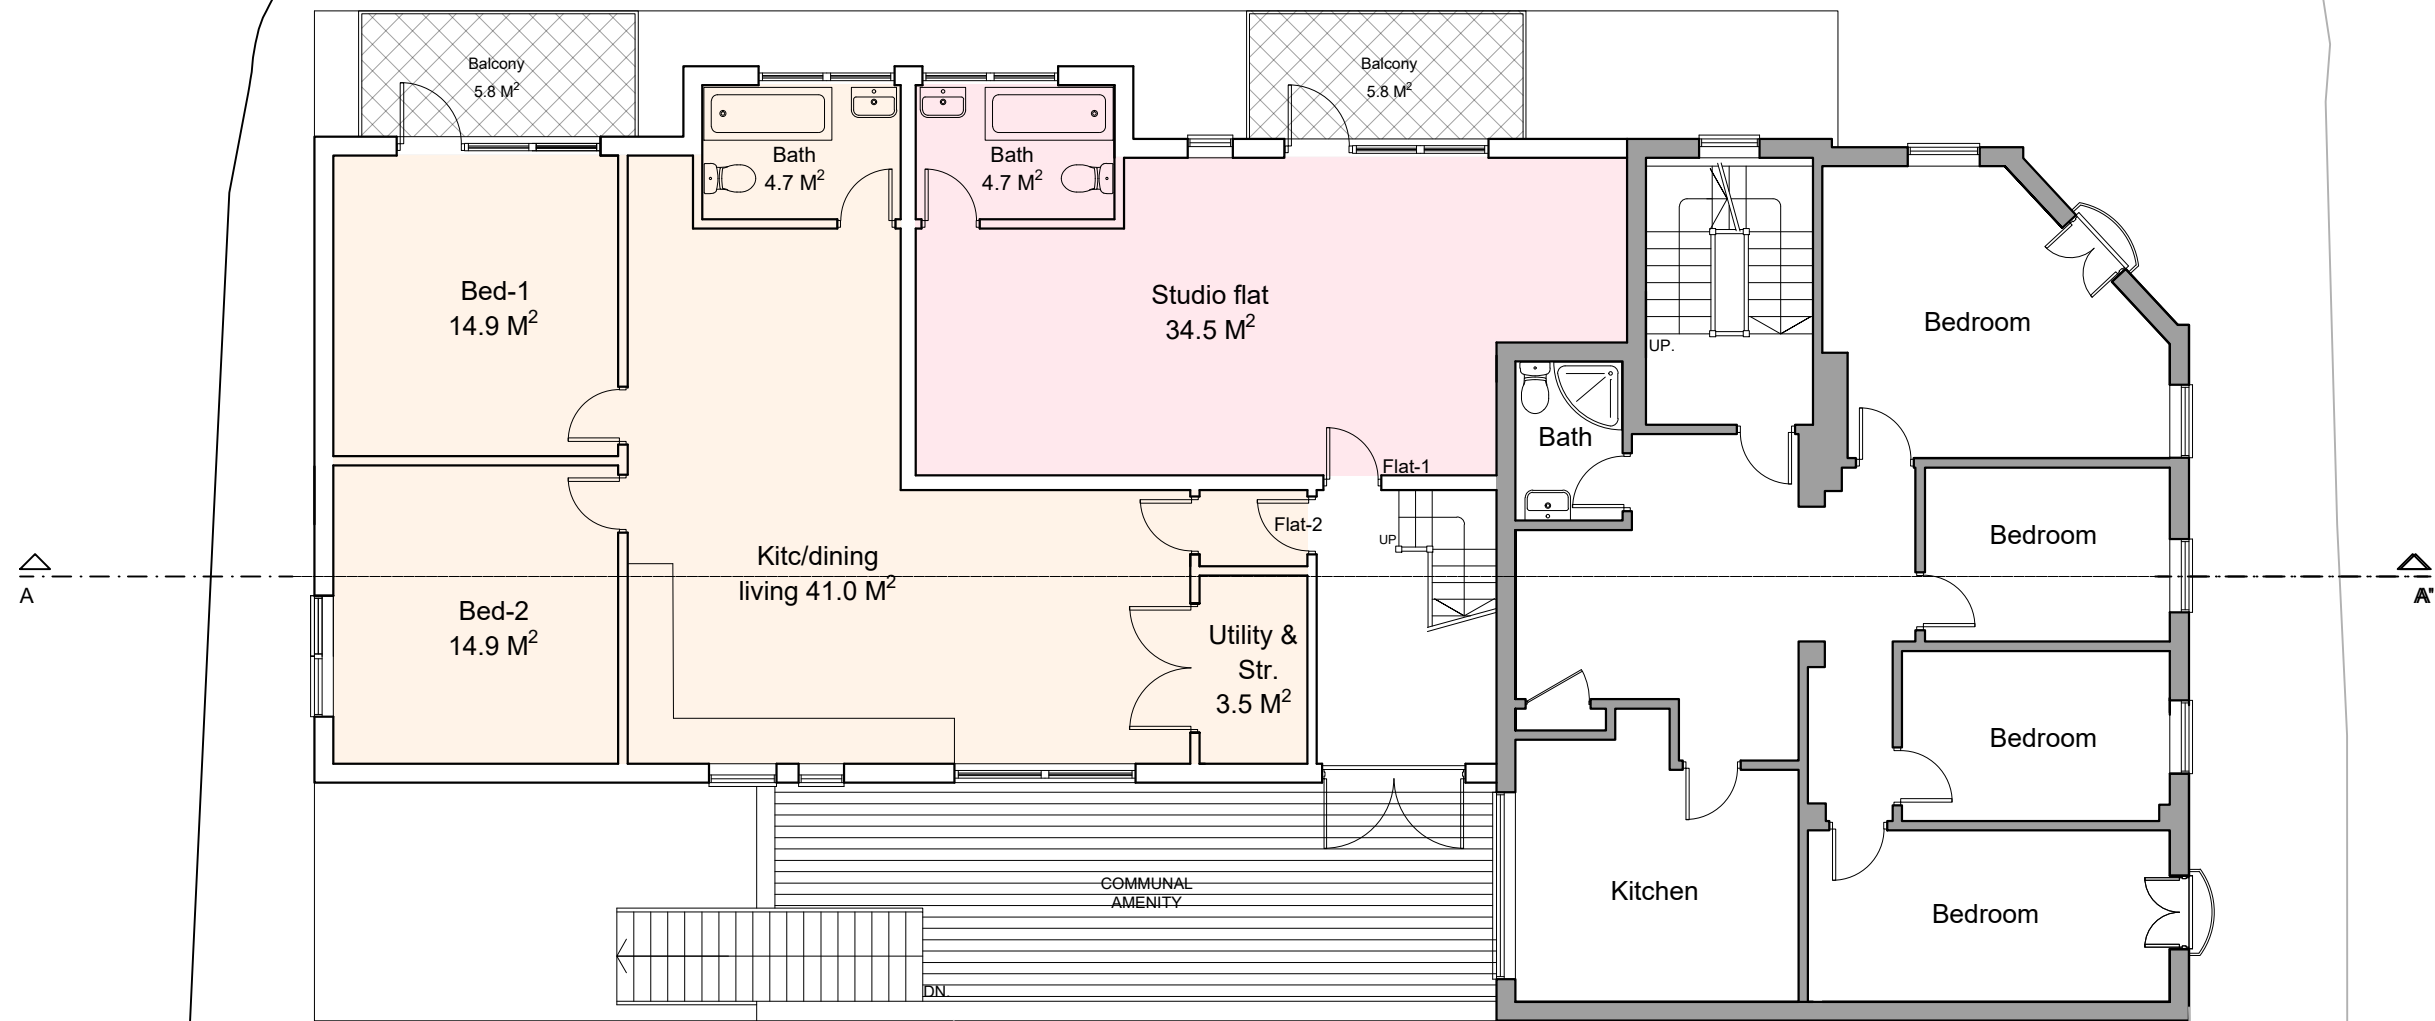 Balcony
5.8 M²
Balcony
5.8 M²
Bath
4.7 M²
Bath
4.7 M²
Bed-1
14.9 M²
Studio flat
34.5 M²
UP.
Bedroom
Bath
Flat-1
Flat-2
UP
Bedroom
Kitc/dining
living 41.0 M²
A
A'
Bed-2
14.9 M²
Utility &
Str.
3.5 M²
Bedroom
COMMUNAL
AMENITY
Kitchen
Bedroom
DN.